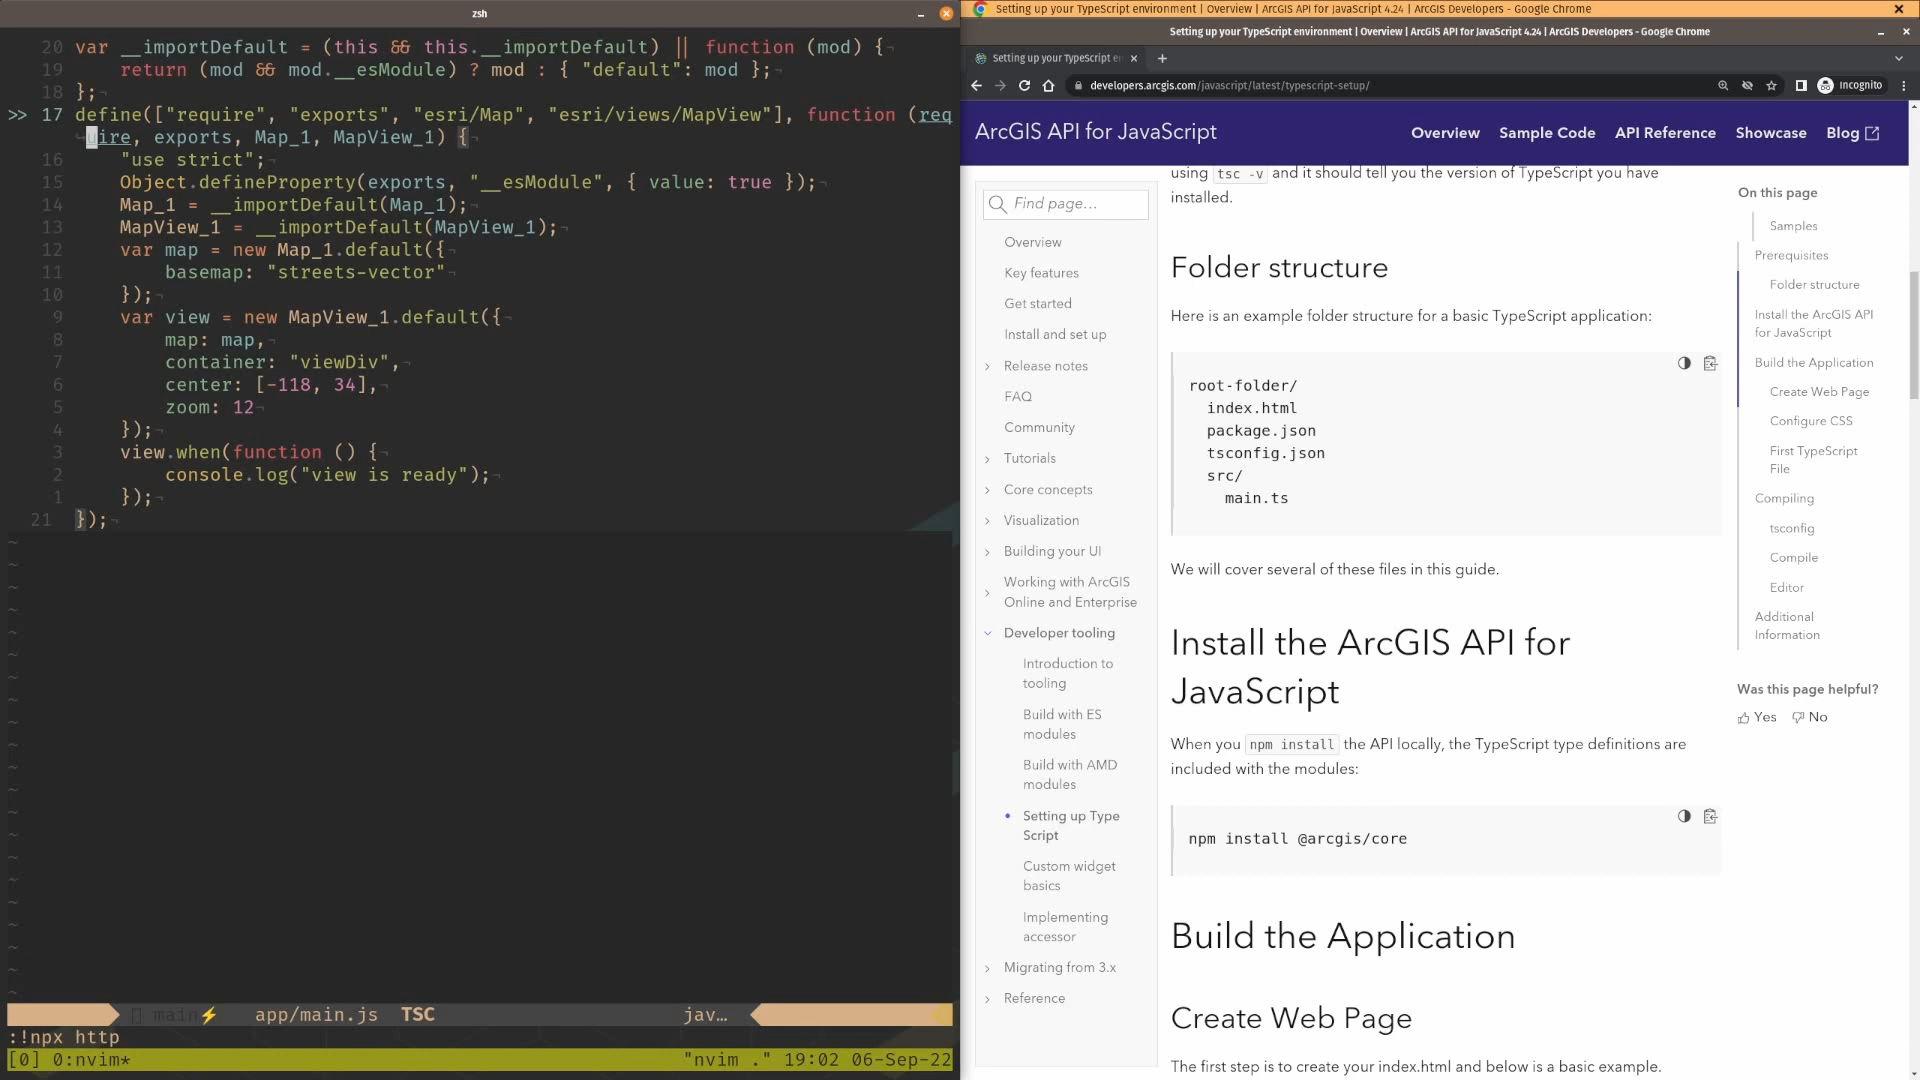 zsh
20 var __importDefault = (this && this.__importDefault) || function (mod) {¬
19     return (mod && mod.__esModule) ? mod : { "default": mod };¬
18 };¬
>> 17 define(["require", "exports", "esri/Map", "esri/views/MapView"], function (req
uire, exports, Map_1, MapView_1) {¬
16     "use strict";¬
15     Object.defineProperty(exports, "__esModule", { value: true });¬
14     Map_1 = __importDefault(Map_1);¬
13     MapView_1 = __importDefault(MapView_1);¬
12     var map = new Map_1.default({¬
11         basemap: "streets-vector"¬
10     });¬
9     var view = new MapView_1.default({¬
8         map: map,¬
7         container: "viewDiv",¬
6         center: [-118, 34],¬
5         zoom: 12¬
4     });¬
3     view.when(function () {¬
2         console.log("view is ready");¬
1     });¬
21 });¬
main⚡ app/main.js TSC jav…
:!npx http
[0] 0:nvim* "nvim ." 19:02 06-Sep-22
Setting up your TypeScript environment | Overview | ArcGIS API for JavaScript 4.24 | ArcGIS Developers - Google Chrome
Setting up your TypeScript environment | Overview | ArcGIS API for JavaScript 4.24 | ArcGIS Developers - Google Chrome
Setting up your TypeScript e
developers.arcgis.com/javascript/latest/typescript-setup/
Incognito
ArcGIS API for JavaScript
Overview
Sample Code
API Reference
Showcase
Blog
Find page...
Overview
Key features
Get started
Install and set up
Release notes
FAQ
Community
Tutorials
Core concepts
Visualization
Building your UI
Working with ArcGIS
Online and Enterprise
Developer tooling
Introduction to
tooling
Build with ES
modules
Build with AMD
modules
Setting up Type
Script
Custom widget
basics
Implementing
accessor
Migrating from 3.x
Reference
using tsc -v and it should tell you the version of TypeScript you have
installed.
Folder structure
Here is an example folder structure for a basic TypeScript application:
root-folder/
  index.html
  package.json
  tsconfig.json
  src/
    main.ts
We will cover several of these files in this guide.
Install the ArcGIS API for
JavaScript
When you npm install the API locally, the TypeScript type definitions are
included with the modules:
npm install @arcgis/core
Build the Application
Create Web Page
The first step is to create your index.html and below is a basic example.
On this page
Samples
Prerequisites
Folder structure
Install the ArcGIS API
for JavaScript
Build the Application
Create Web Page
Configure CSS
First TypeScript
File
Compiling
tsconfig
Compile
Editor
Additional
Information
Was this page helpful?
Yes
No